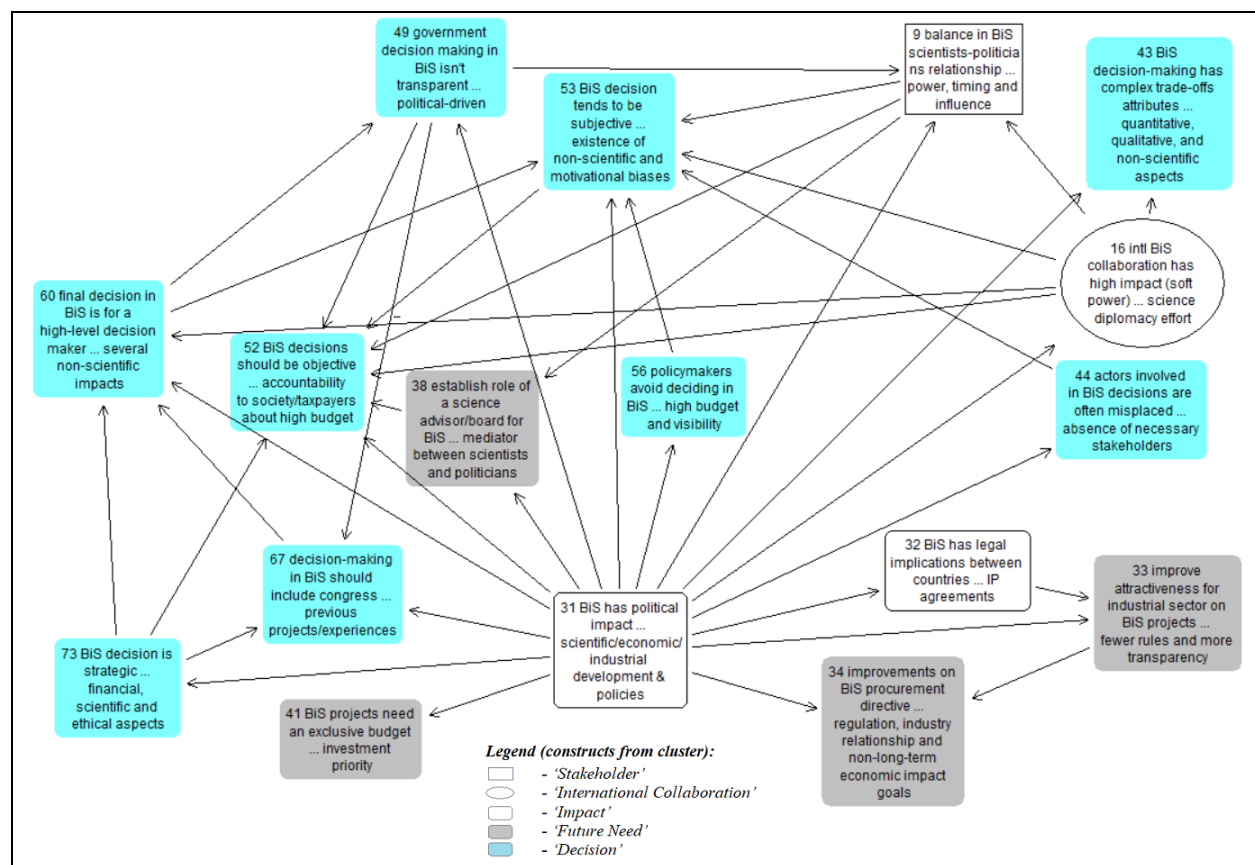 49 government
decision making in
BiS isn't
transparent ...
political-driven
9 balance in BiS
scientists-politicia
ns relationship ...
power, timing and
influence
43 BiS
decision-making has
complex trade-offs
attributes ...
quantitative,
qualitative, and
non-scientific
aspects
53 BiS decision
tends to be
subjective ...
existence of
non-scientific and
motivational biases
16 intl BiS
collaboration has
high impact (soft
power) ... science
diplomacy effort
60 final decision in
BiS is for a
high-level decision
maker ... several
non-scientific
impacts
52 BiS decisions
should be objective
... accountability
to society/taxpayers
about high budget
38 establish role of
a science
advisor/board for
BiS ... mediator
between scientists
and politicians
56 policymakers
avoid deciding in
BiS ... high budget
and visibility
44 actors involved
in BiS decisions are
often misplaced ...
absence of necessary
stakeholders
67 decision-making
in BiS should
include congress ...
previous
projects/experiences
31 BiS has political
impact ...
scientific/economic/
industrial
development &
policies
32 BiS has legal
implications between
countries ... IP
agreements
33 improve
attractiveness for
industrial sector on
BiS projects ...
fewer rules and more
transparency
73 BiS decision is
strategic ...
financial,
scientific and
ethical aspects
41 BiS projects need
an exclusive budget
... investment
priority
34 improvements on
BiS procurement
directive ...
regulation, industry
relationship and
non-long-term
economic impact
goals
Legend (constructs from cluster):
- 'Stakeholder'
- 'International Collaboration'
- 'Impact'
- 'Future Need'
- 'Decision'